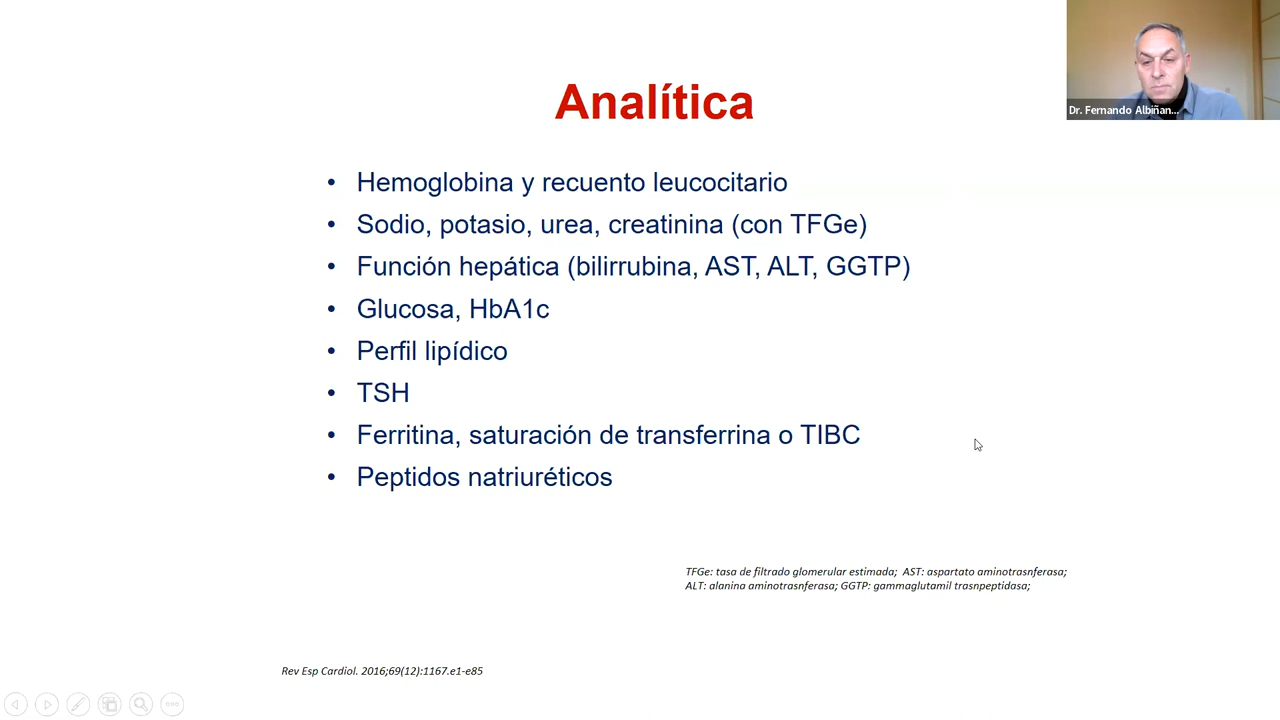 Analítica
Dr. Fernando Albiñan...
• Hemoglobina y recuento leucocitario
• Sodio, potasio, urea, creatinina (con TFGe)
• Función hepática (bilirrubina, AST, ALT, GGTP)
• Glucosa, HbA1c
• Perfil lipídico
• TSH
• Ferritina, saturación de transferrina o TIBC
• Peptidos natriuréticos
TFGe: tasa de filtrado glomerular estimada; AST: aspartato aminotrasnferasa;
ALT: alanina aminotrasnferasa; GGTP: gammaglutamil trasnpeptidasa;
Rev Esp Cardiol. 2016;69(12):1167.e1-e85